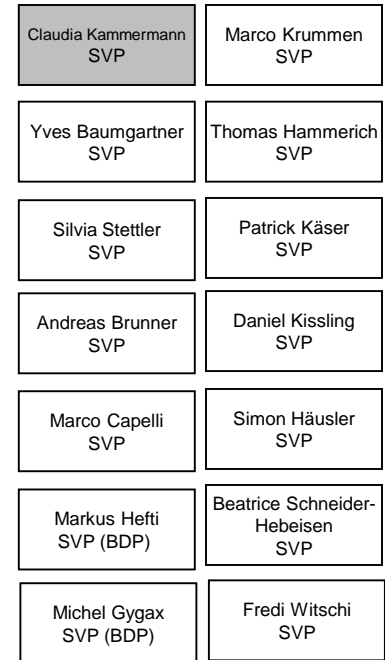 Claudia Kammermann
SVP
Marco Krummen
SVP
Yves Baumgartner
SVP
Thomas Hammerich
SVP
Silvia Stettler
SVP
Patrick Käser
SVP
Andreas Brunner
SVP
Daniel Kissling
SVP
Marco Capelli
SVP
Simon Häusler
SVP
Markus Hefti
SVP (BDP)
Beatrice Schneider-
Hebeisen
SVP
Michel Gygax
SVP (BDP)
Fredi Witschi
SVP